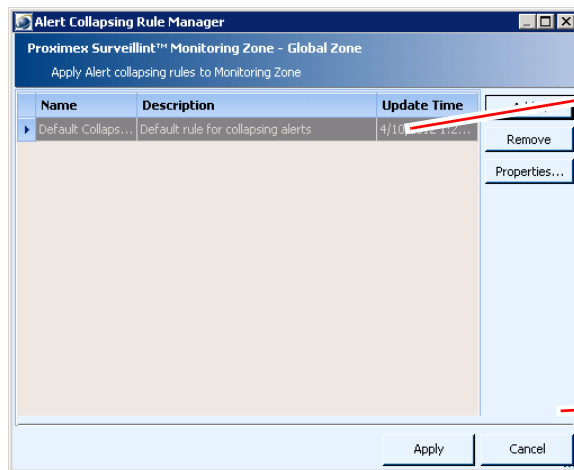 Alert Collapsing Rule Manager
Proximex Surveillint™ Monitoring Zone - Global Zone
Apply Alert collapsing rules to Monitoring Zone
Name Description Update Time
Default Collaps... Default rule for collapsing alerts
Remove
Properties...
Apply Cancel